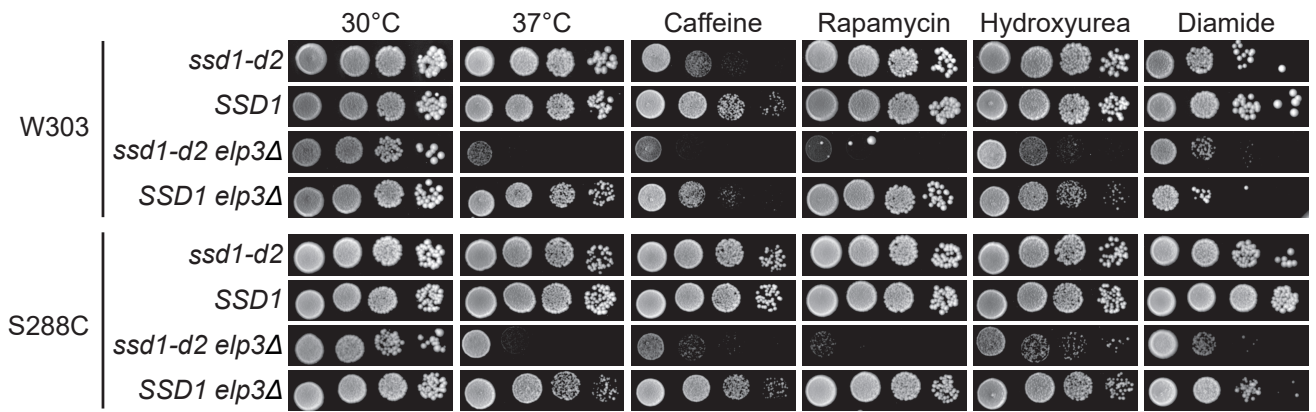 30°C 37°C Caffeine Rapamycin Hydroxyurea Diamide
W303
ssd1-d2
SSD1
ssd1-d2 elp3Δ
SSD1 elp3Δ
S288C
ssd1-d2
SSD1
ssd1-d2 elp3Δ
SSD1 elp3Δ